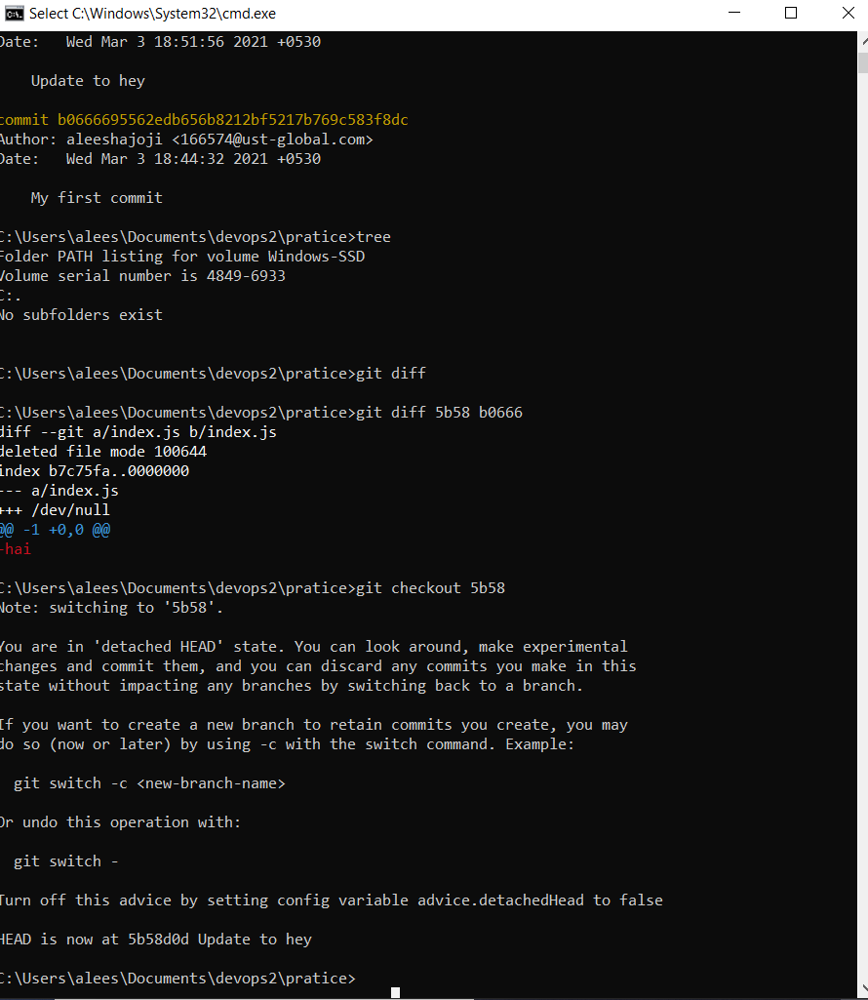 Select C:\Windows\System32\cmd.exe
Date:   Wed Mar 3 18:51:56 2021 +0530
    Update to hey
commit b0666695562edb656b8212bf5217b769c583f8dc
Author: aleeshajoji <166574@ust-global.com>
Date:   Wed Mar 3 18:44:32 2021 +0530
    My first commit
C:\Users\alees\Documents\devops2\pratice>tree
Folder PATH listing for volume Windows-SSD
Volume serial number is 4849-6933
C:.
No subfolders exist
C:\Users\alees\Documents\devops2\pratice>git diff
C:\Users\alees\Documents\devops2\pratice>git diff 5b58 b0666
diff --git a/index.js b/index.js
deleted file mode 100644
index b7c75fa..0000000
--- a/index.js
+++ /dev/null
@@ -1 +0,0 @@
-hai
C:\Users\alees\Documents\devops2\pratice>git checkout 5b58
Note: switching to '5b58'.
You are in 'detached HEAD' state. You can look around, make experimental
changes and commit them, and you can discard any commits you make in this
state without impacting any branches by switching back to a branch.
If you want to create a new branch to retain commits you create, you may
do so (now or later) by using -c with the switch command. Example:
  git switch -c <new-branch-name>
Or undo this operation with:
  git switch -
Turn off this advice by setting config variable advice.detachedHead to false
HEAD is now at 5b58d0d Update to hey
C:\Users\alees\Documents\devops2\pratice>